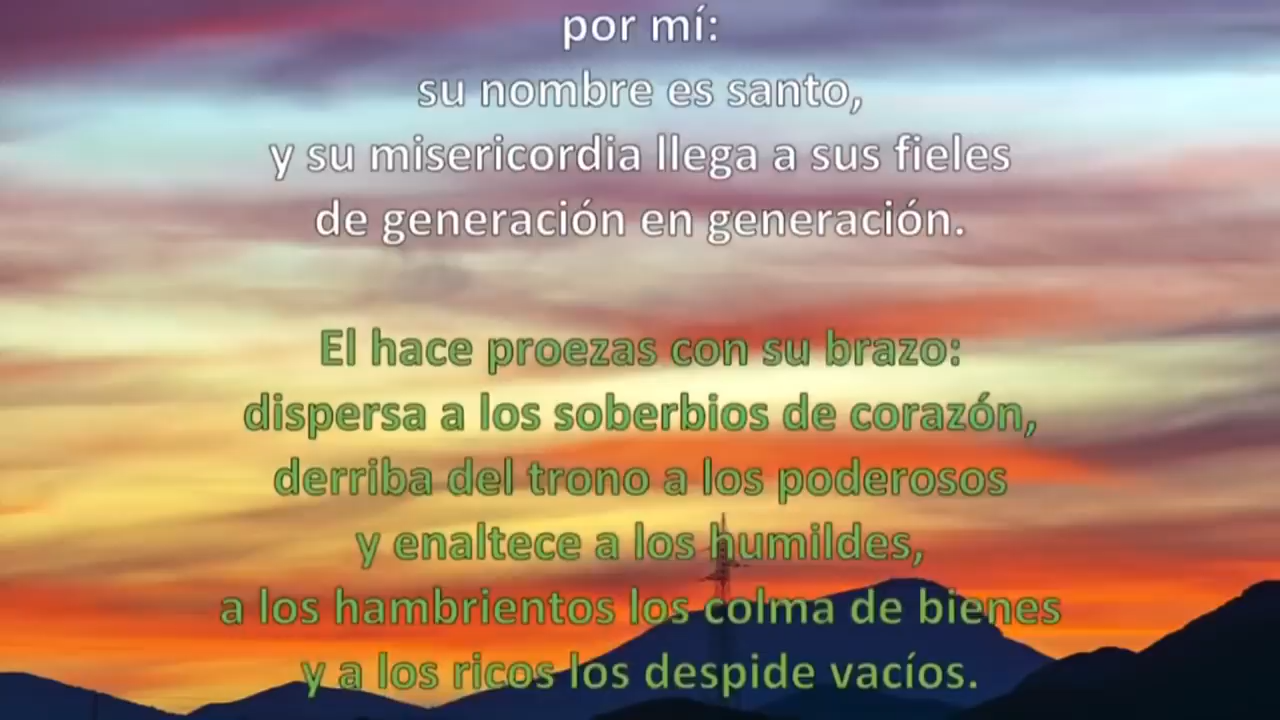 por mí:
su nombre es santo,
y su misericordia llega a sus fieles
de generación en generación.
El hace proezas con su brazo:
dispersa a los soberbios de corazón,
derriba del trono a los poderosos
y enaltece a los humildes,
a los hambrientos los colma de bienes
y a los ricos los despide vacíos.